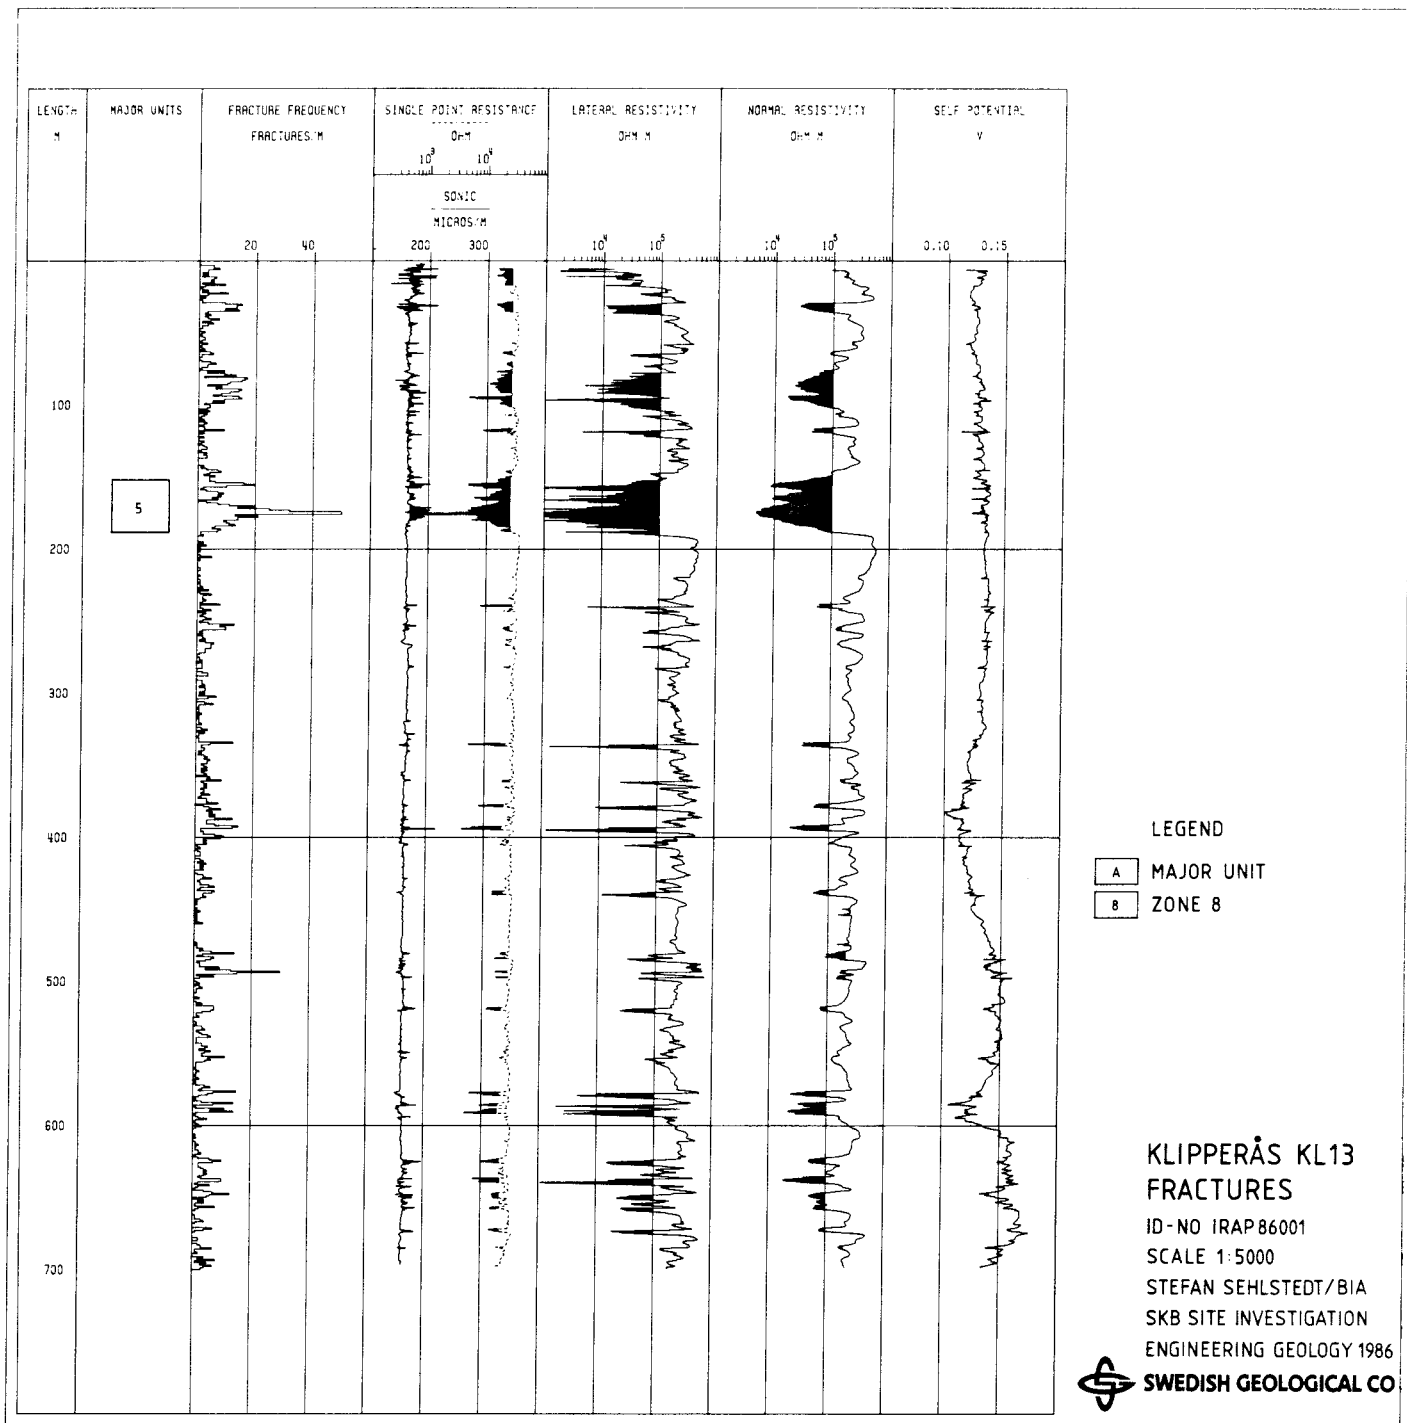 LENGTH
M
MAJOR UNITS
FRACTURE FREQUENCY
FRACTURES/M
20 40
SINGLE POINT RESISTANCE
OHM
10³ 10⁴
SONIC
MICROS/M
200 300
LATERAL RESISTIVITY
OHM M
10⁴ 10⁵
NORMAL RESISTIVITY
OHM M
10⁴ 10⁵
SELF POTENTIAL
V
0.10 0.15
100
5
200
300
400
500
600
700
LEGEND
A MAJOR UNIT
8 ZONE 8
KLIPPERÅS KL13
FRACTURES
ID-NO IRAP86001
SCALE 1:5000
STEFAN SEHLSTEDT/BIA
SKB SITE INVESTIGATION
ENGINEERING GEOLOGY 1986
SWEDISH GEOLOGICAL CO